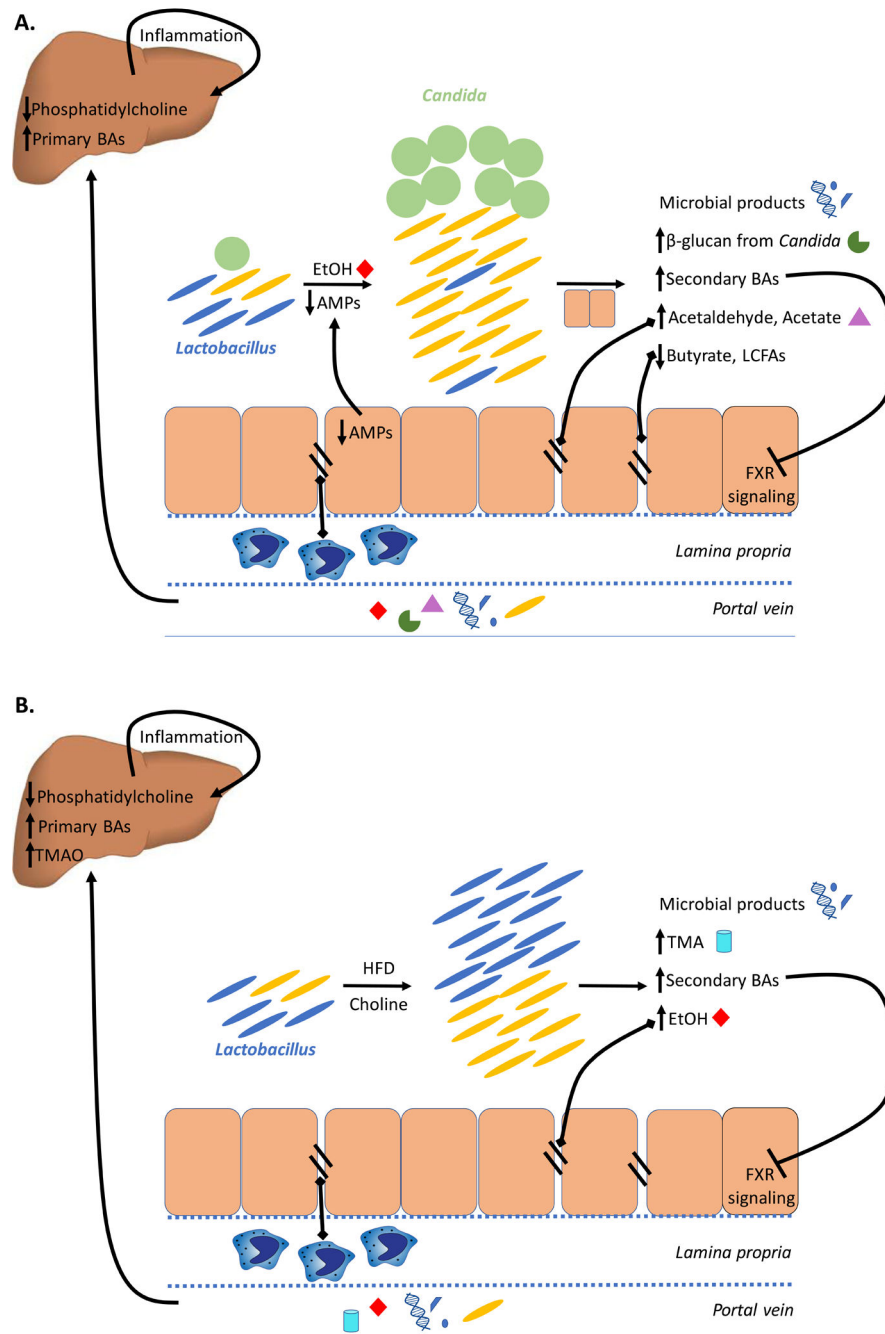 A.
Inflammation
Phosphatidylcholine
Primary BAs
Candida
Microbial products
β-glucan from Candida
EtOH
AMPs
Secondary BAs
Acetaldehyde, Acetate
Lactobacillus
Butyrate, LCFAs
AMPs
FXR
signaling
Lamina propria
Portal vein
B.
Inflammation
Phosphatidylcholine
Primary BAs
TMAO
Microbial products
TMA
HFD
Choline
Secondary BAs
EtOH
Lactobacillus
FXR
signaling
Lamina propria
Portal vein